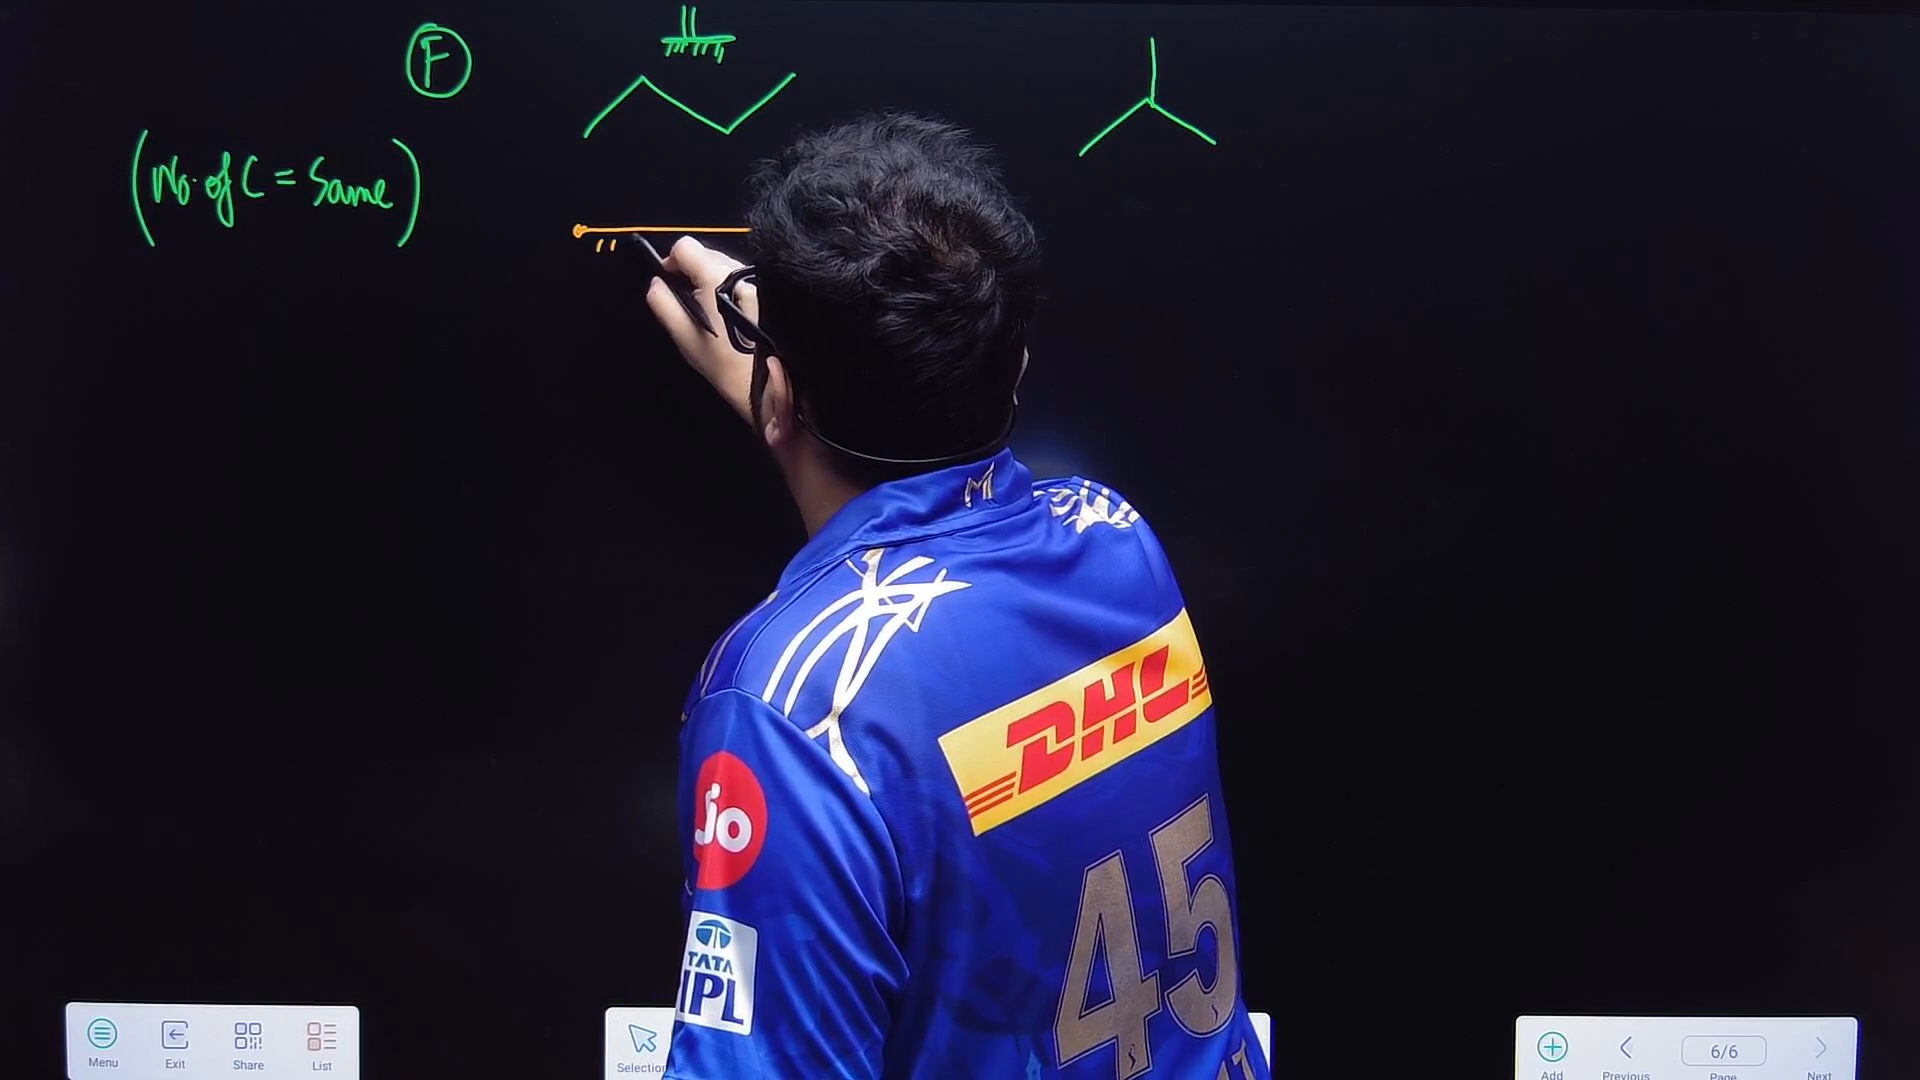 F
(No. of C = Same)
M
DHL
Jio
45
TATA
IPL
Menu
Exit
Share
List
Selection
Add
Previous
6/6
Page
Next